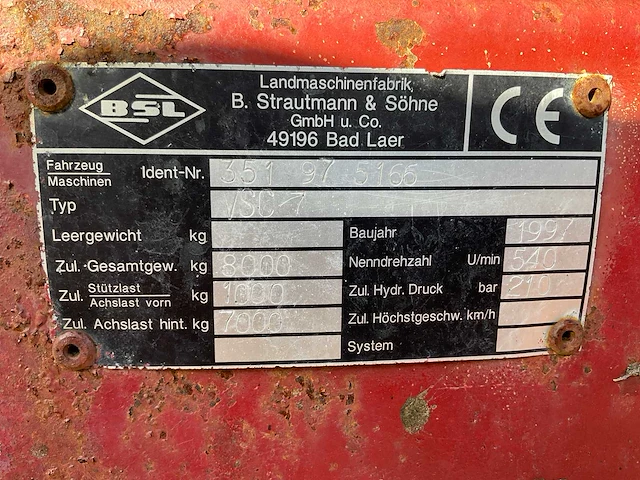 BSL
Landmaschinenfabrik
B. Strautmann & Söhne
GmbH u. Co.
49196 Bad Laer
CE
Fahrzeug
Maschinen
Ident-Nr. 351 97 5166
Typ VSC 7
Leergewicht kg
Zul. Gesamtgew. kg 8000
Zul. Stützlast
Achslast vorn kg 1000
Zul. Achslast hint. kg 7000
Baujahr 1997
Nenndrehzahl U/min 540
Zul. Hydr. Druck bar 210
Zul. Höchstgeschw. km/h
System